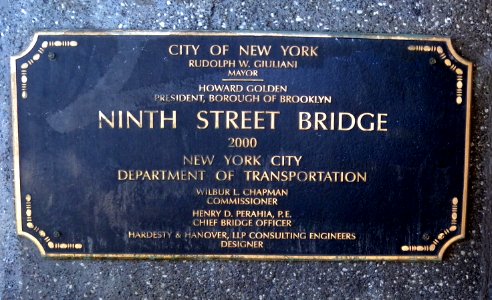 CITY OF NEW YORK
RUDOLPH W. GIULIANI
MAYOR
HOWARD GOLDEN
PRESIDENT, BOROUGH OF BROOKLYN
NINTH STREET BRIDGE
2000
NEW YORK CITY
DEPARTMENT OF TRANSPORTATION
WILBUR L. CHAPMAN
COMMISSIONER
HENRY D. PERAHIA, P.E.
CHIEF BRIDGE OFFICER
HARDESTY & HANOVER, LLP CONSULTING ENGINEERS
DESIGNER